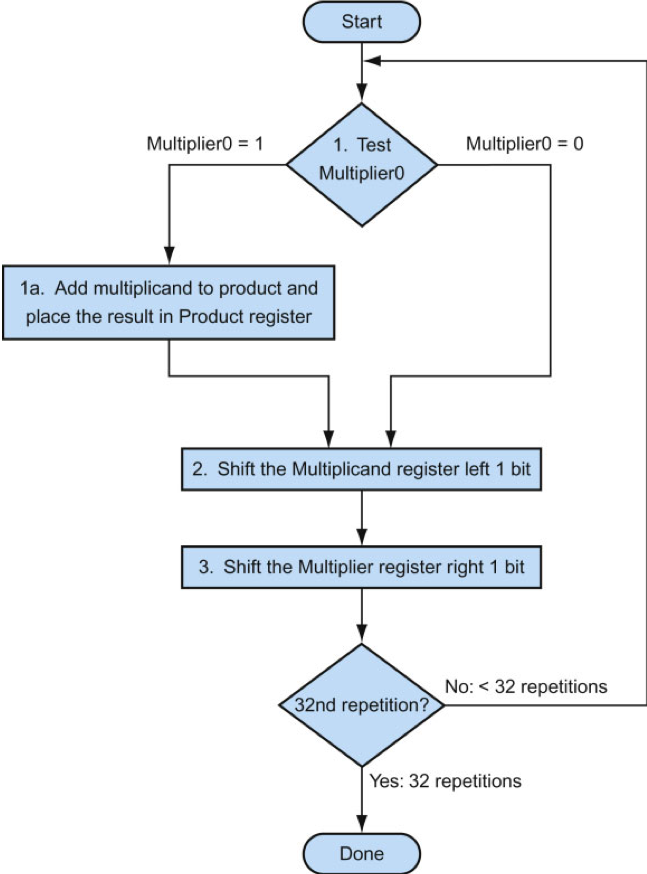 Start
Multiplier0 = 1
1. Test
Multiplier0
Multiplier0 = 0
1a. Add multiplicand to product and
place the result in Product register
2. Shift the Multiplicand register left 1 bit
3. Shift the Multiplier register right 1 bit
32nd repetition?
No: < 32 repetitions
Yes: 32 repetitions
Done